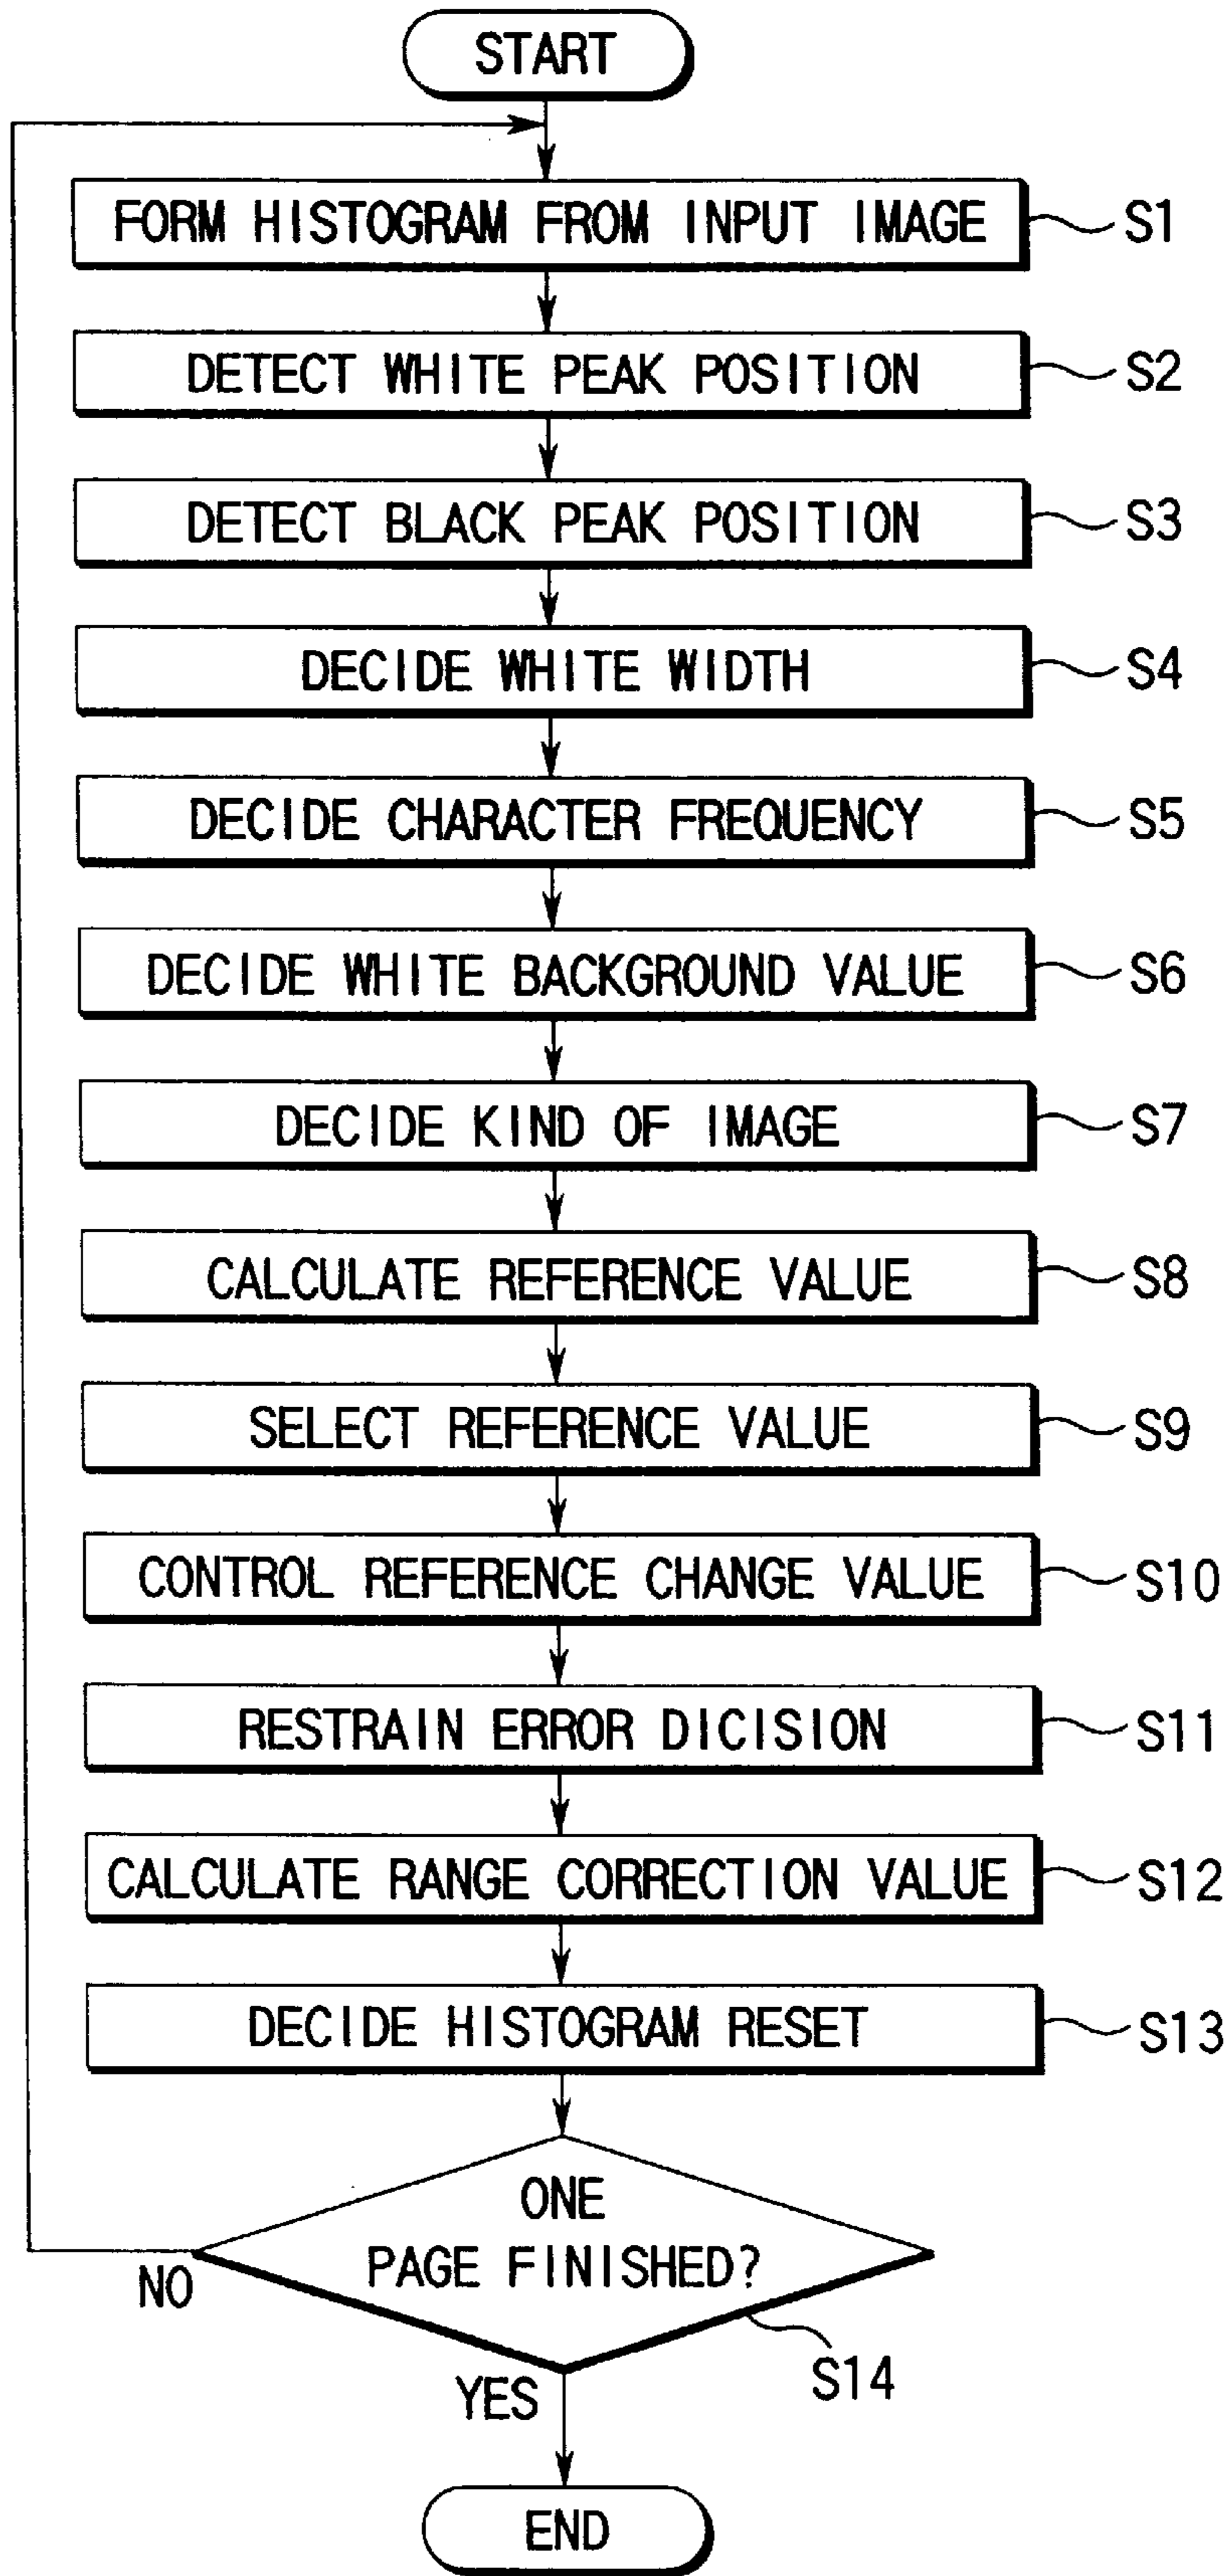 START
FORM HISTOGRAM FROM INPUT IMAGE S1
DETECT WHITE PEAK POSITION S2
DETECT BLACK PEAK POSITION S3
DECIDE WHITE WIDTH S4
DECIDE CHARACTER FREQUENCY S5
DECIDE WHITE BACKGROUND VALUE S6
DECIDE KIND OF IMAGE S7
CALCULATE REFERENCE VALUE S8
SELECT REFERENCE VALUE S9
CONTROL REFERENCE CHANGE VALUE S10
RESTRAIN ERROR DICISION S11
CALCULATE RANGE CORRECTION VALUE S12
DECIDE HISTOGRAM RESET S13
ONE
PAGE FINISHED?
NO
S14
YES
END